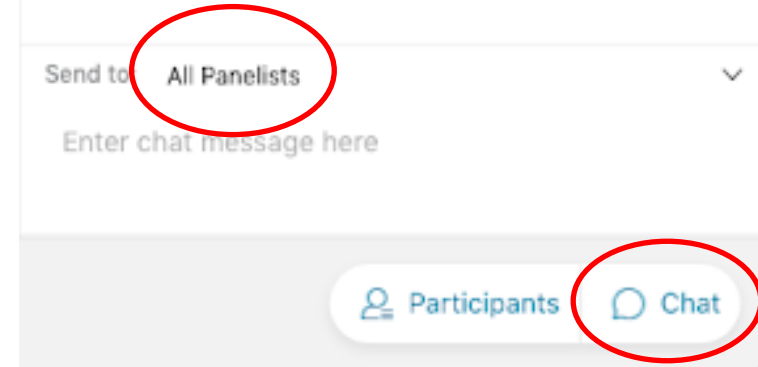 Send to All Panelists
Enter chat message here
Participants Chat